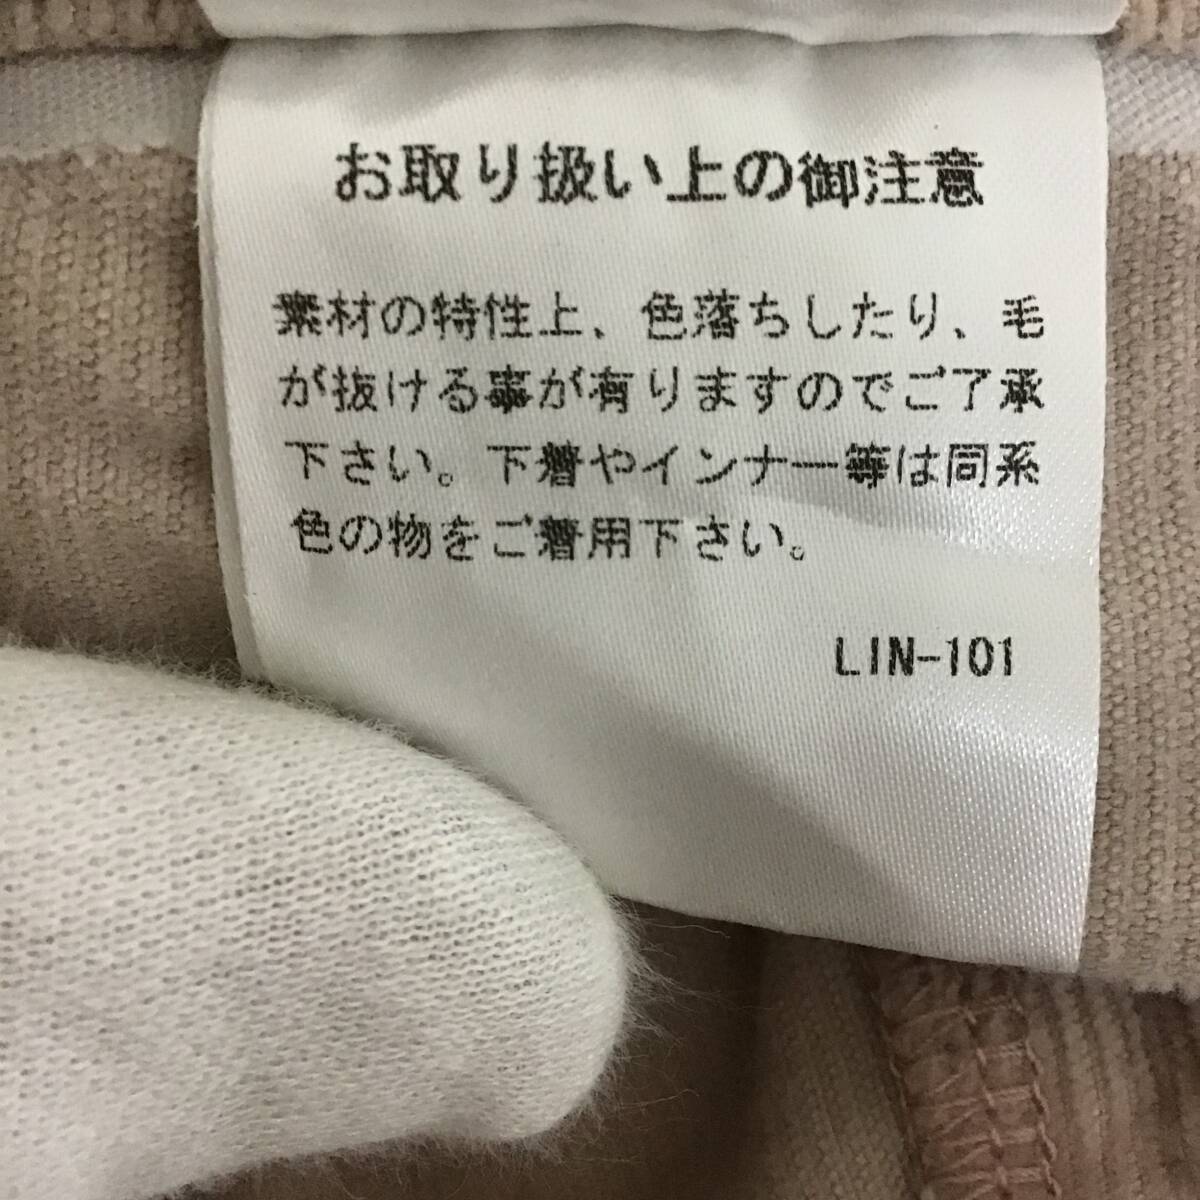 お取り扱い上の御注意
素材の特性上、色落ちしたり、毛
が抜ける事が有りますのでご了承
下さい。下着やインナー等は同系
色の物をご着用下さい。
LIN-101